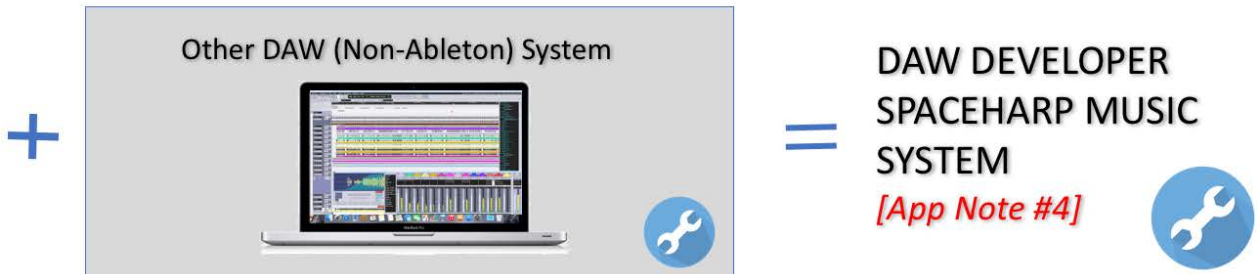 +
Other DAW (Non-Ableton) System
=
DAW DEVELOPER
SPACEHARP MUSIC
SYSTEM
[App Note #4]